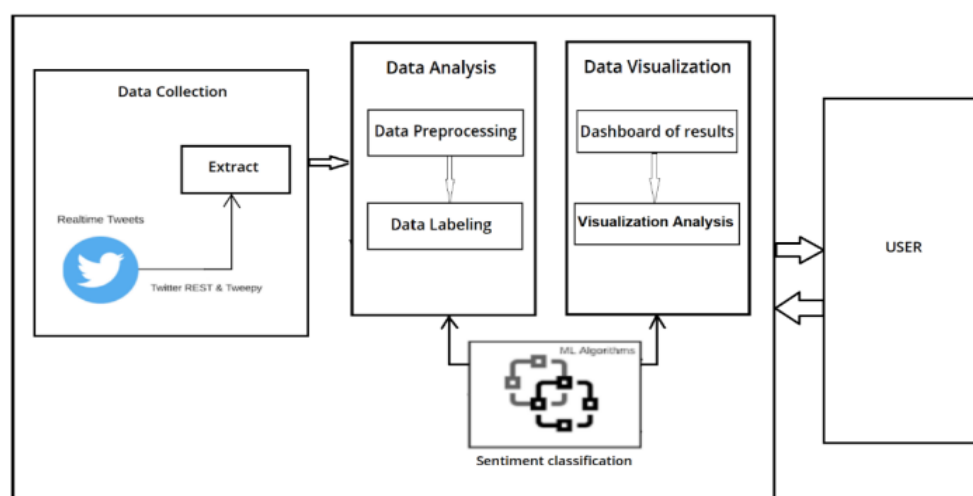 Data Collection
Extract
Realtime Tweets
Twitter REST & Tweepy
Data Analysis
Data Preprocessing
Data Labeling
Data Visualization
Dashboard of results
Visualization Analysis
ML Algorithms
Sentiment classification
USER